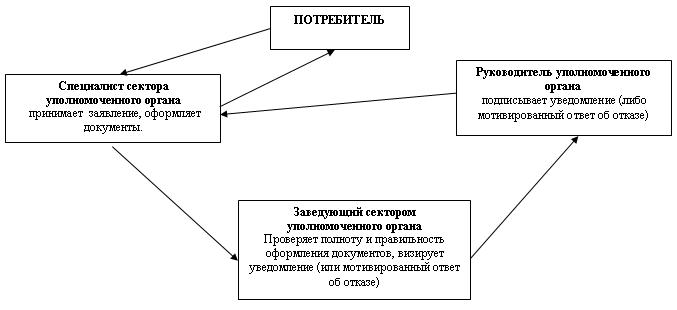 ПОТРЕБИТЕЛЬ
Специалист сектора
уполномоченного органа
принимает заявление, оформляет
документы.
Руководитель уполномоченного
органа
подписывает уведомление (либо
мотивированный ответ об отказе)
Заведующий сектором
уполномоченного органа
Проверяет полноту и правильность
оформления документов, визирует
уведомление (или мотивированный ответ
об отказе)